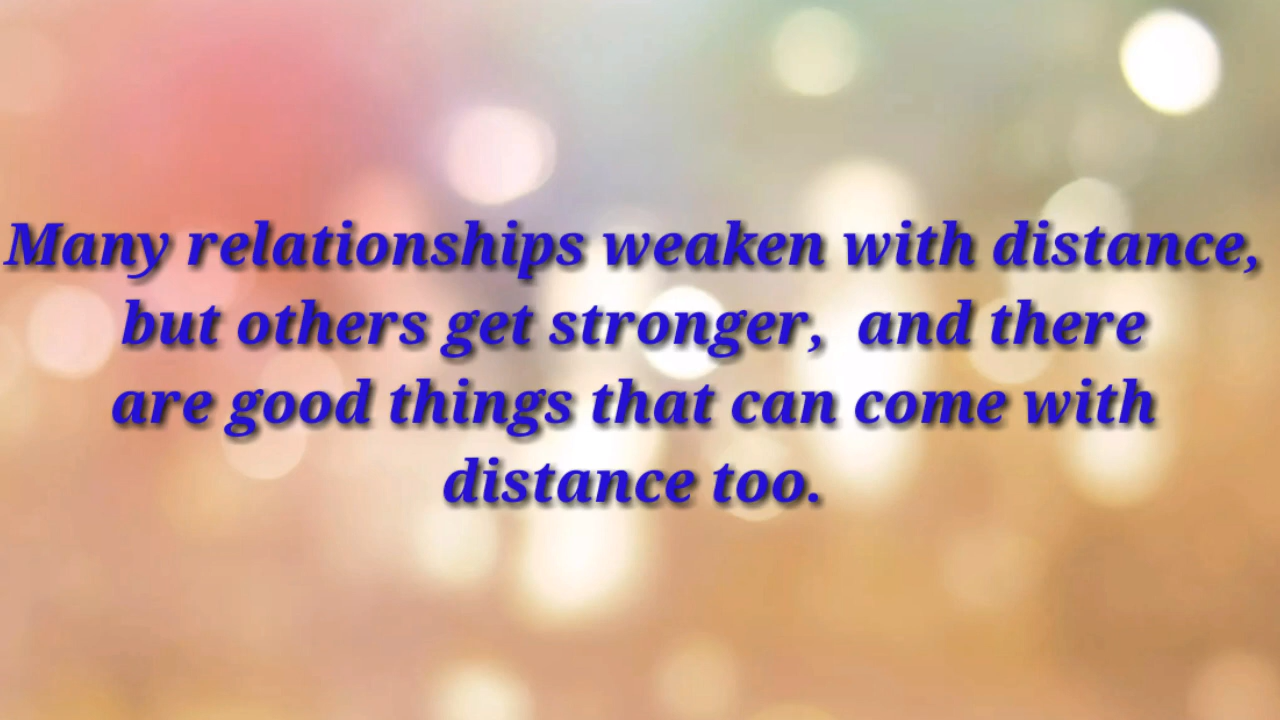 Many relationships weaken with distance,
but others get stronger,  and there
are good things that can come with
distance too.